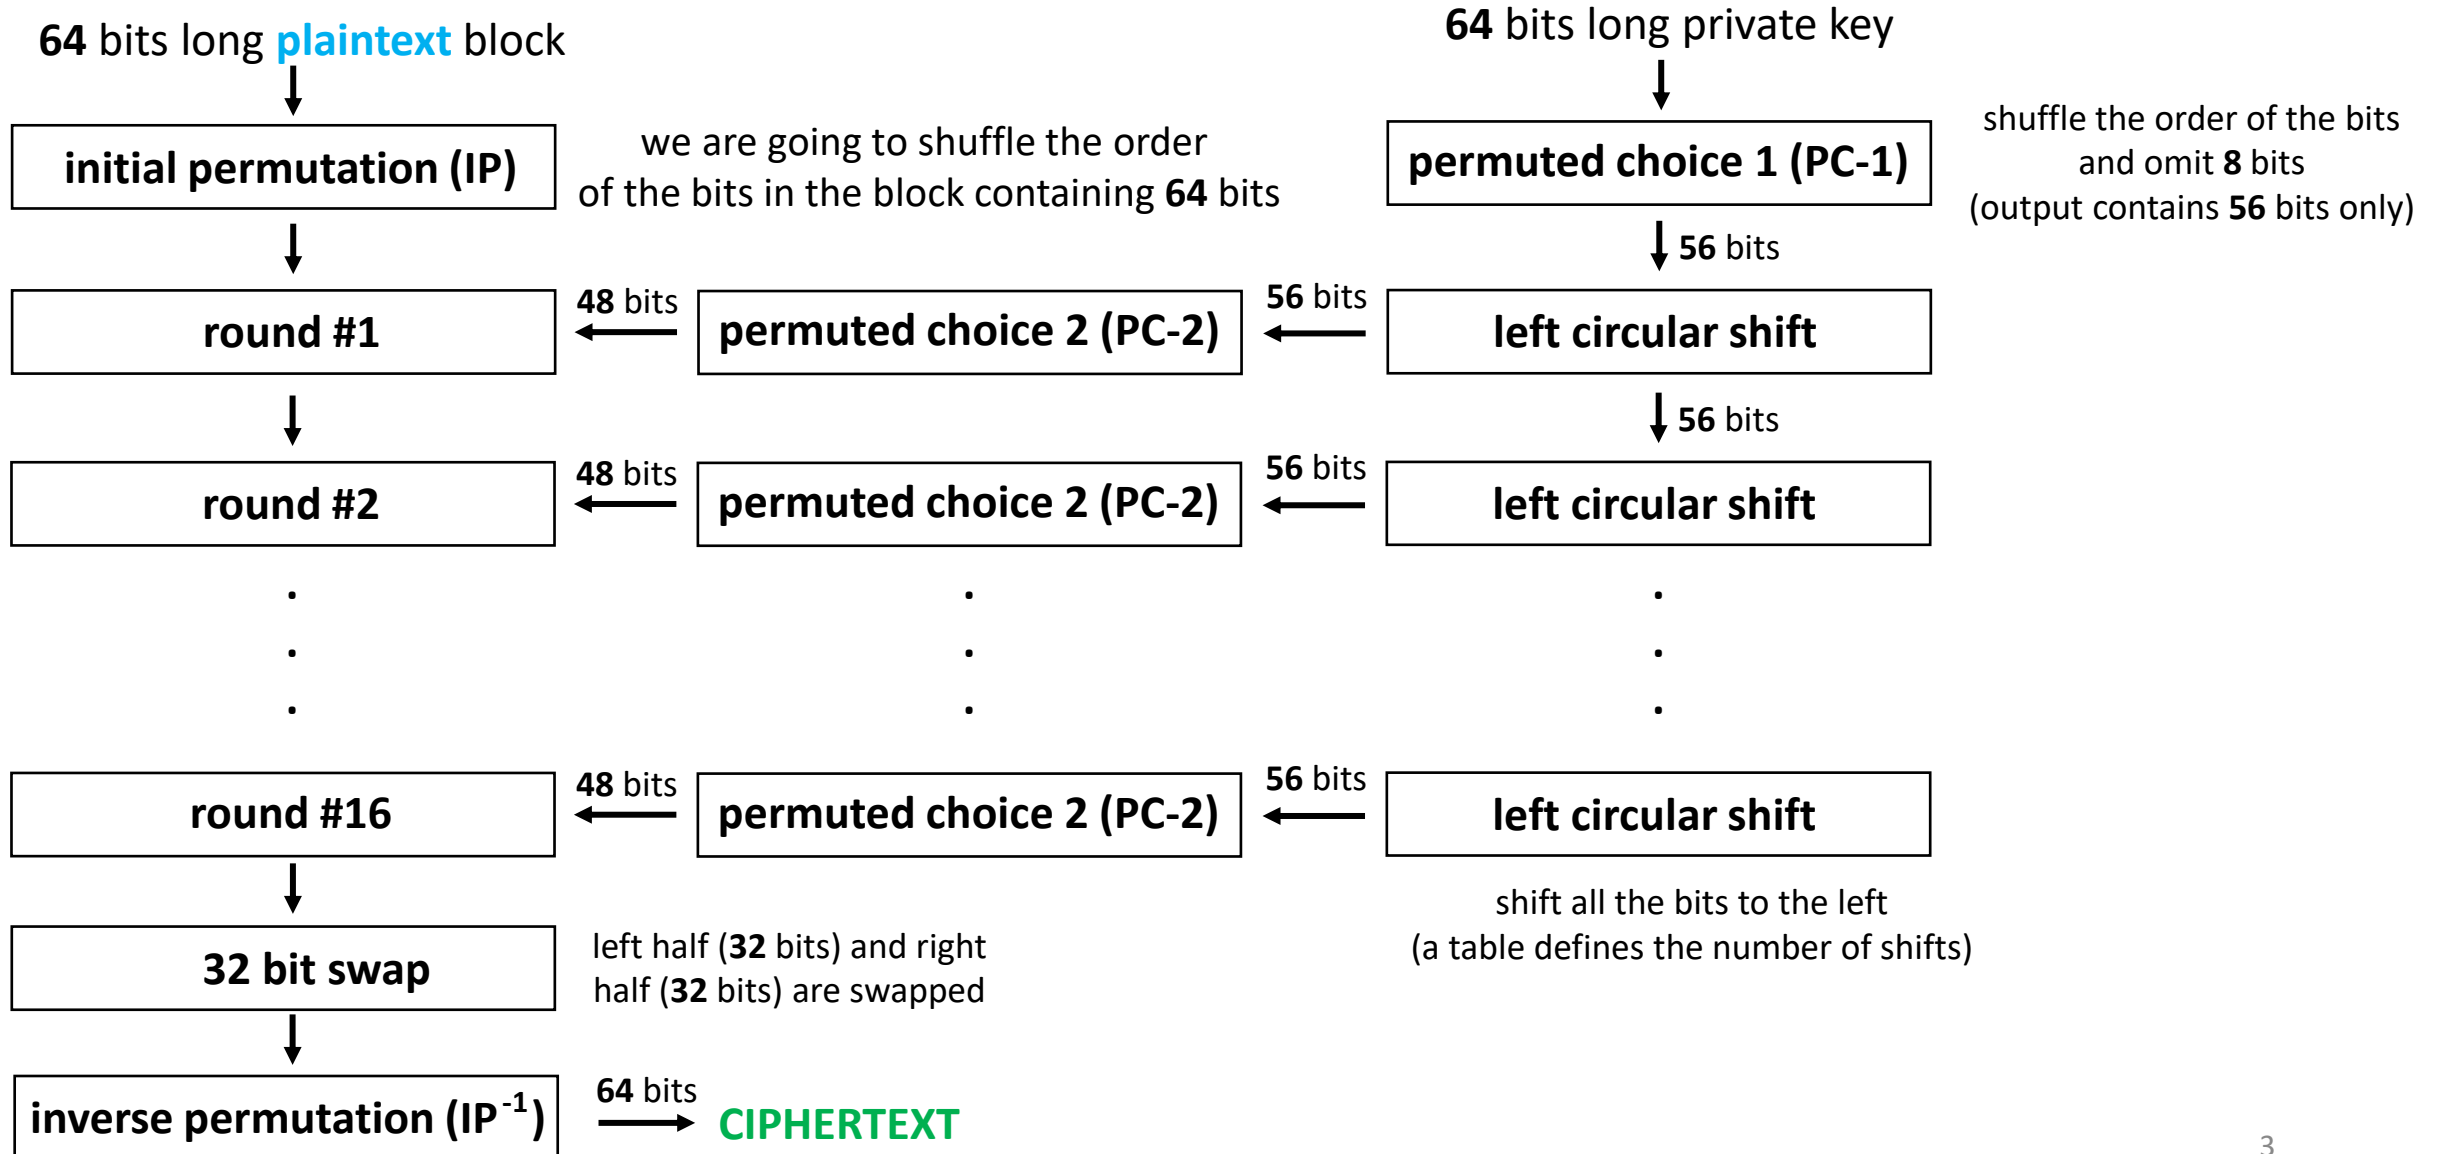 64 bits long plaintext block
64 bits long private key
initial permutation (IP)
we are going to shuffle the order
of the bits in the block containing 64 bits
permuted choice 1 (PC-1)
shuffle the order of the bits
and omit 8 bits
(output contains 56 bits only)
56 bits
round #1
48 bits
permuted choice 2 (PC-2)
56 bits
left circular shift
56 bits
round #2
48 bits
permuted choice 2 (PC-2)
56 bits
left circular shift
.
.
.
.
.
.
.
.
.
round #16
48 bits
permuted choice 2 (PC-2)
56 bits
left circular shift
shift all the bits to the left
(a table defines the number of shifts)
32 bit swap
left half (32 bits) and right
half (32 bits) are swapped
inverse permutation (IP⁻¹)
64 bits
CIPHERTEXT
3